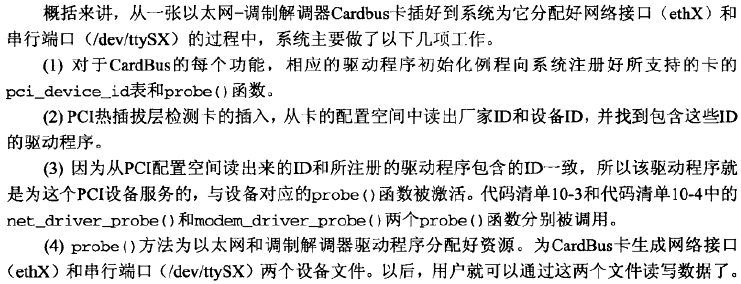 概括来讲，从一张以太网-调制解调器Cardbus卡插好到系统为它分配好网络接口（ethX）和
串行端口（/dev/ttySX）的过程中，系统主要做了以下几项工作。
(1) 对于CardBus的每个功能，相应的驱动程序初始化例程向系统注册好所支持的卡的
pci_device_id表和probe()函数。
(2) PCI热插拔层检测卡的插入，从卡的配置空间中读出厂家ID和设备ID，并找到包含这些ID
的驱动程序。
(3) 因为从PCI配置空间读出来的ID和所注册的驱动程序包含的ID一致，所以该驱动程序就
是为这个PCI设备服务的，与设备对应的probe()函数被激活。代码清单10-3和代码清单10-4中的
net_driver_probe()和modem_driver_probe()两个probe()函数分别被调用。
(4) probe()方法为以太网和调制解调器驱动程序分配好资源。为CardBus卡生成网络接口
（ethX）和串行端口（/dev/ttySX）两个设备文件。以后，用户就可以通过这两个文件读写数据了。